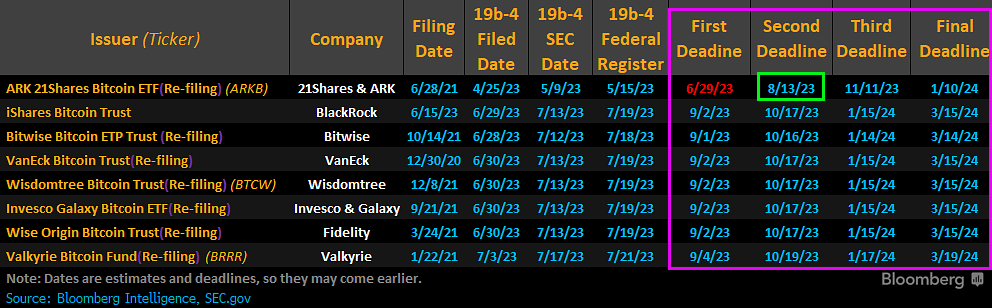 Issuer (Ticker) Company Filing Date 19b-4 Filed Date 19b-4 SEC Date 19b-4 Federal Register First Deadine Second Deadline Third Deadline Final Deadline
ARK 21Shares Bitcoin ETF(Re-filing) (ARKB) 21Shares & ARK 6/28/21 4/25/23 5/9/23 5/15/23 6/29/23 8/13/23 11/11/23 1/10/24
iShares Bitcoin Trust BlackRock 6/15/23 6/29/23 7/13/23 7/19/23 9/2/23 10/17/23 1/15/24 3/15/24
Bitwise Bitcoin ETP Trust (Re-filing) Bitwise 10/14/21 6/28/23 7/12/23 7/18/23 9/1/23 10/16/23 1/14/24 3/14/24
VanEck Bitcoin Trust(Re-filing) VanEck 12/30/20 6/30/23 7/13/23 7/19/23 9/2/23 10/17/23 1/15/24 3/15/24
Wisdomtree Bitcoin Trust(Re-filing) (BTCW) Wisdomtree 12/8/21 6/30/23 7/13/23 7/19/23 9/2/23 10/17/23 1/15/24 3/15/24
Invesco Galaxy Bitcoin ETF(Re-filing) Invesco & Galaxy 9/21/21 6/30/23 7/13/23 7/19/23 9/2/23 10/17/23 1/15/24 3/15/24
Wise Origin Bitcoin Trust(Re-filing) Fidelity 3/24/21 6/30/23 7/13/23 7/19/23 9/2/23 10/17/23 1/15/24 3/15/24
Valkyrie Bitcoin Fund(Re-filing) (BRRR) Valkyrie 1/22/21 7/3/23 7/17/23 7/21/23 9/4/23 10/19/23 1/17/24 3/19/24
Note: Dates are estimates and deadlines, so they may come earlier.
Bloomberg
Source: Bloomberg Intelligence, SEC.gov